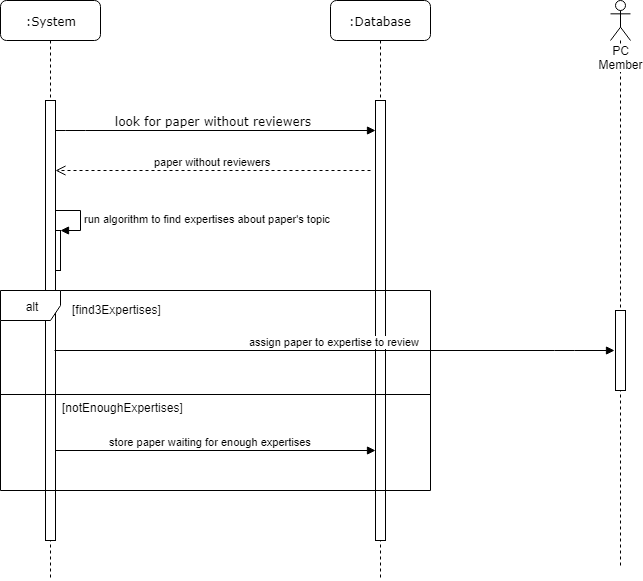 :System
:Database
PC
Member
look for paper without reviewers
paper without reviewers
run algorithm to find expertises about paper's topic
alt
[find3Expertises]
assign paper to expertise to review
[notEnoughExpertises]
store paper waiting for enough expertises